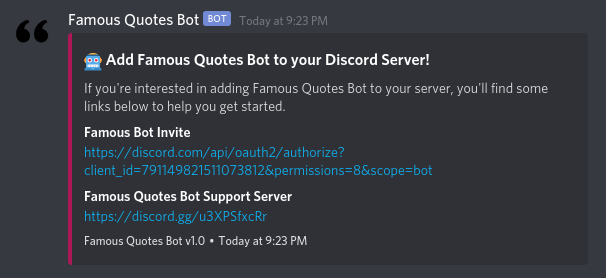 Famous Quotes Bot BOT Today at 9:23 PM
Add Famous Quotes Bot to your Discord Server!
If you're interested in adding Famous Quotes Bot to your server, you'll find some
links below to help you get started.
Famous Bot Invite
https://discord.com/api/oauth2/authorize?
client_id=791149821511073812&permissions=8&scope=bot
Famous Quotes Bot Support Server
https://discord.gg/u3XPSfxcRr
Famous Quotes Bot v1.0 • Today at 9:23 PM